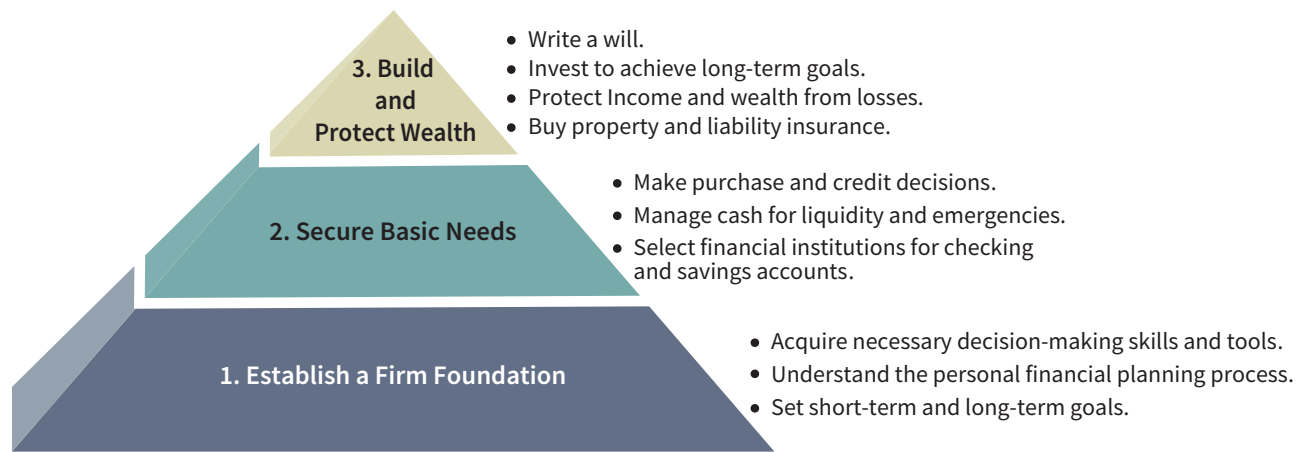 3. Build
and
Protect Wealth
• Write a will.
• Invest to achieve long-term goals.
• Protect Income and wealth from losses.
• Buy property and liability insurance.
2. Secure Basic Needs
• Make purchase and credit decisions.
• Manage cash for liquidity and emergencies.
• Select financial institutions for checking
and savings accounts.
1. Establish a Firm Foundation
• Acquire necessary decision-making skills and tools.
• Understand the personal financial planning process.
• Set short-term and long-term goals.